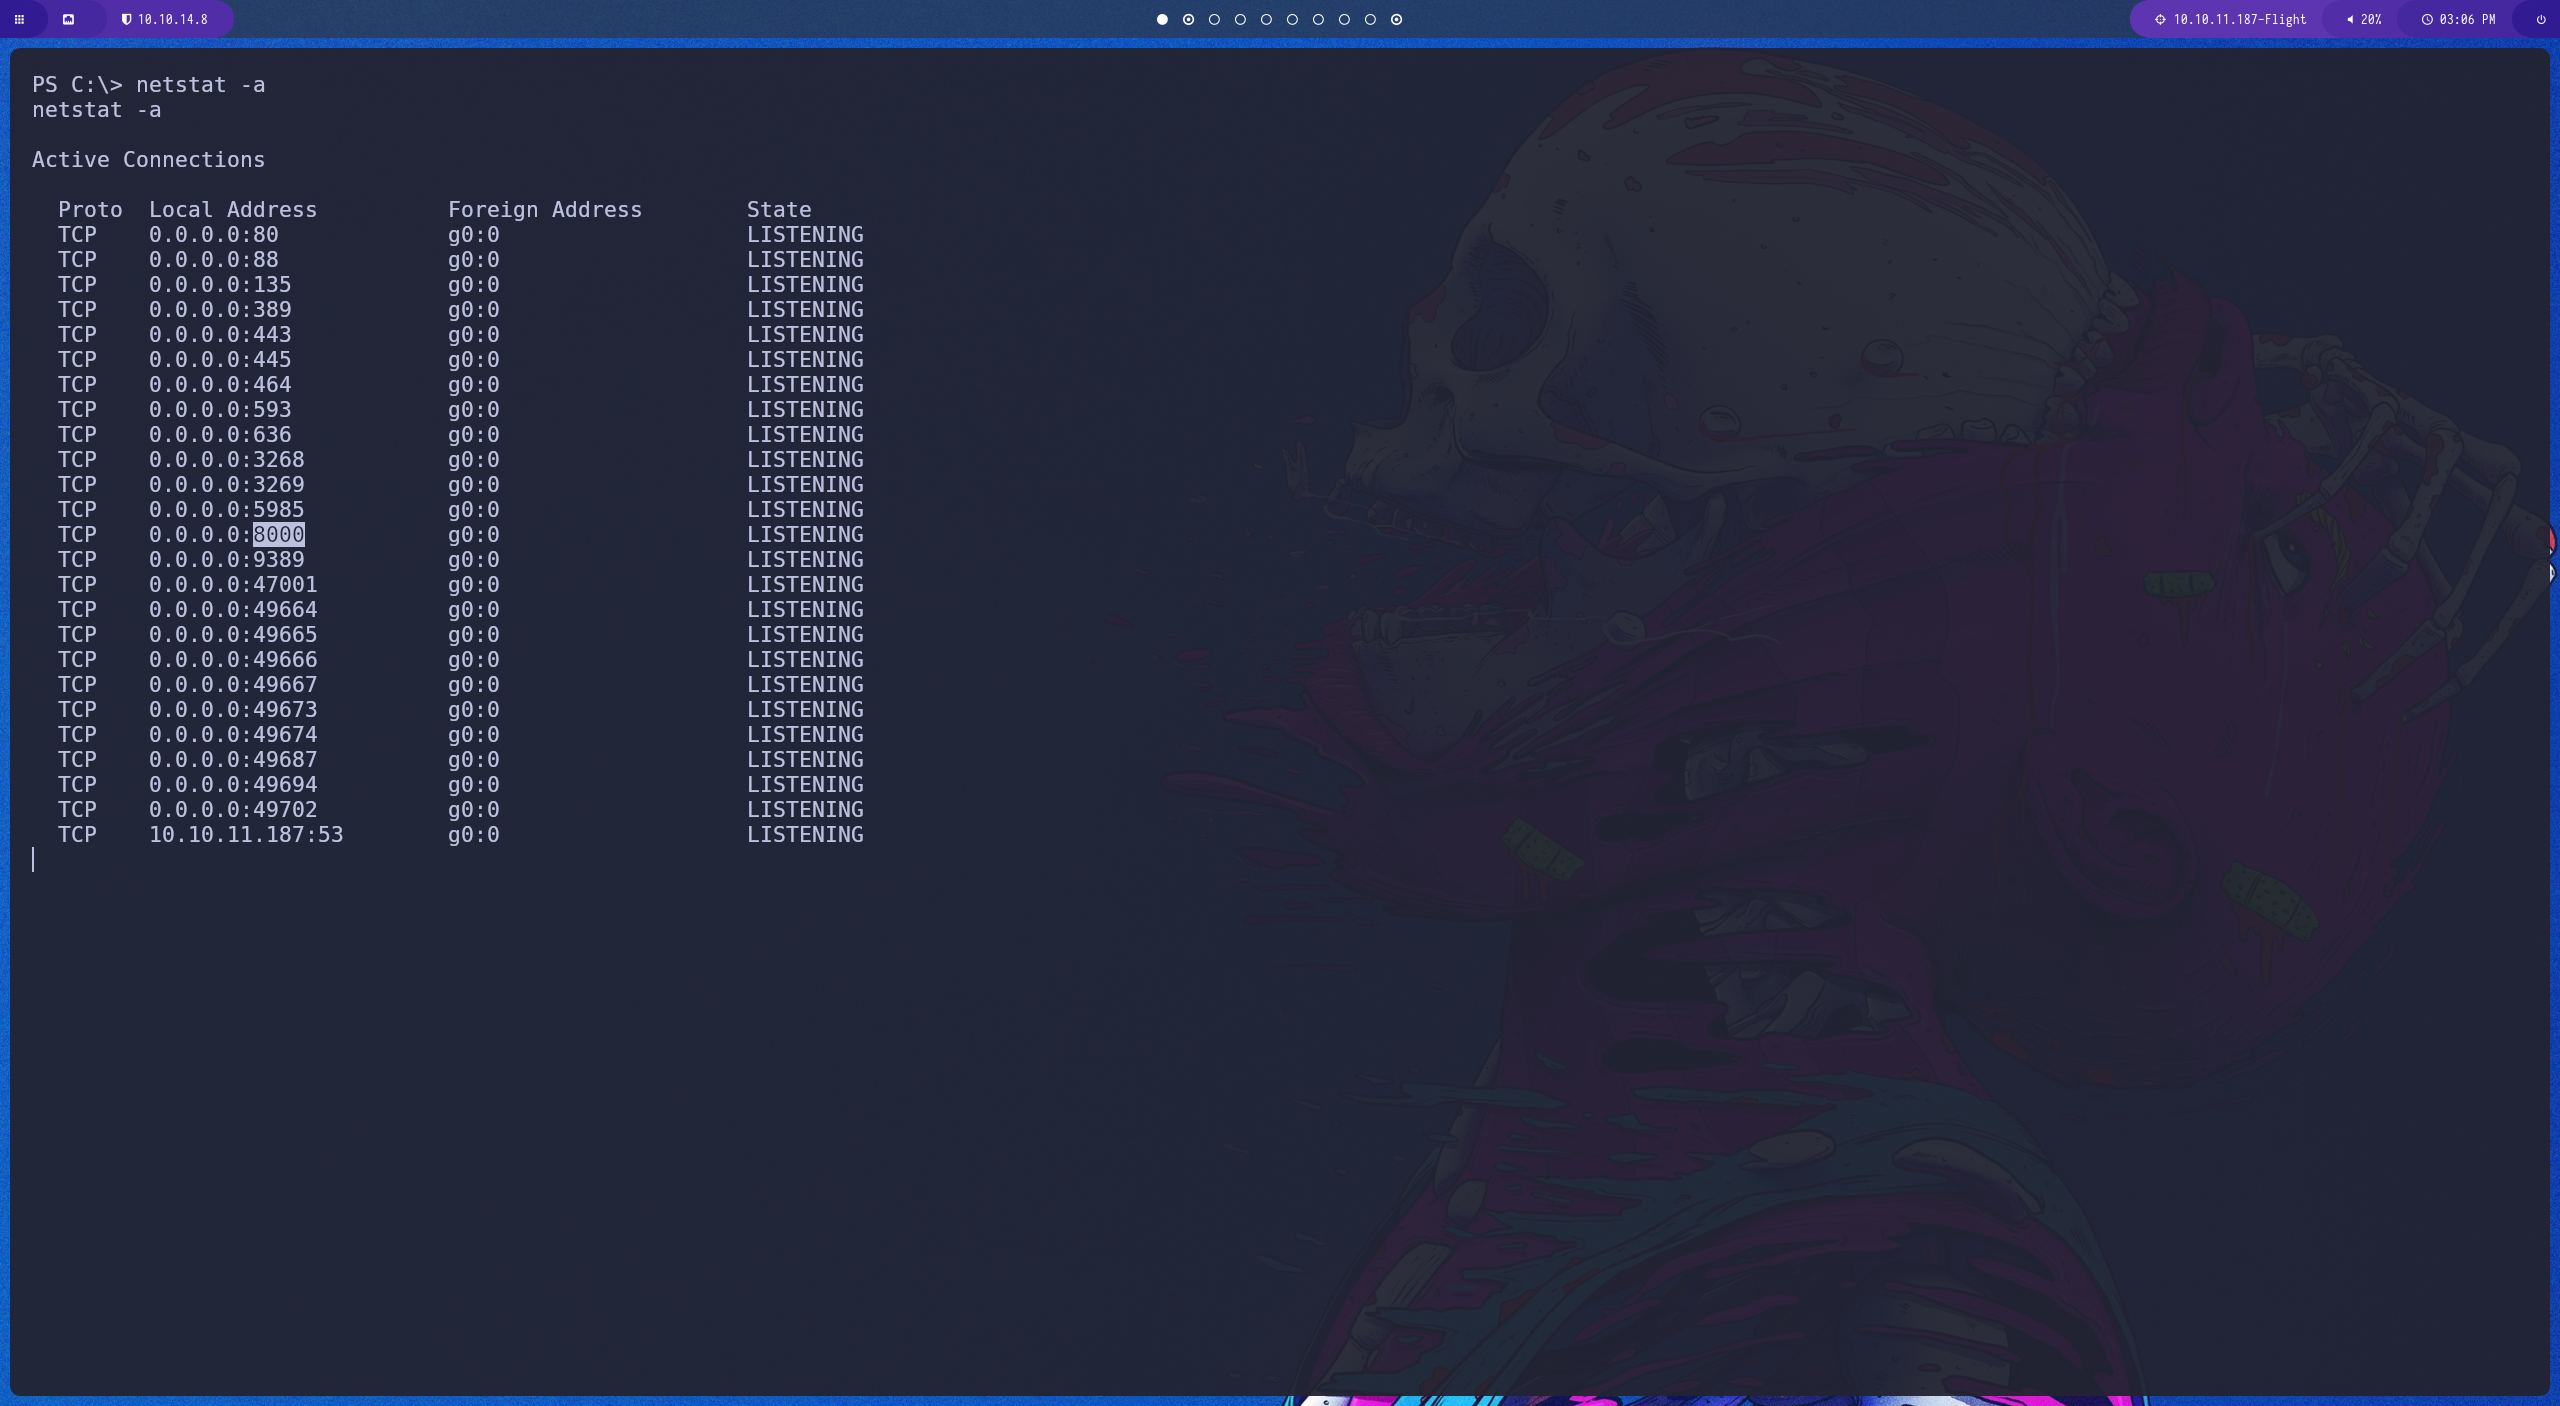 10.10.14.8
10.10.11.187-Flight
20%
03:06 PM
PS C:\> netstat -a
netstat -a
Active Connections
Proto Local Address Foreign Address State
TCP 0.0.0.0:80 g0:0 LISTENING
TCP 0.0.0.0:88 g0:0 LISTENING
TCP 0.0.0.0:135 g0:0 LISTENING
TCP 0.0.0.0:389 g0:0 LISTENING
TCP 0.0.0.0:443 g0:0 LISTENING
TCP 0.0.0.0:445 g0:0 LISTENING
TCP 0.0.0.0:464 g0:0 LISTENING
TCP 0.0.0.0:593 g0:0 LISTENING
TCP 0.0.0.0:636 g0:0 LISTENING
TCP 0.0.0.0:3268 g0:0 LISTENING
TCP 0.0.0.0:3269 g0:0 LISTENING
TCP 0.0.0.0:5985 g0:0 LISTENING
TCP 0.0.0.0:8000 g0:0 LISTENING
TCP 0.0.0.0:9389 g0:0 LISTENING
TCP 0.0.0.0:47001 g0:0 LISTENING
TCP 0.0.0.0:49664 g0:0 LISTENING
TCP 0.0.0.0:49665 g0:0 LISTENING
TCP 0.0.0.0:49666 g0:0 LISTENING
TCP 0.0.0.0:49667 g0:0 LISTENING
TCP 0.0.0.0:49673 g0:0 LISTENING
TCP 0.0.0.0:49674 g0:0 LISTENING
TCP 0.0.0.0:49687 g0:0 LISTENING
TCP 0.0.0.0:49694 g0:0 LISTENING
TCP 0.0.0.0:49702 g0:0 LISTENING
TCP 10.10.11.187:53 g0:0 LISTENING